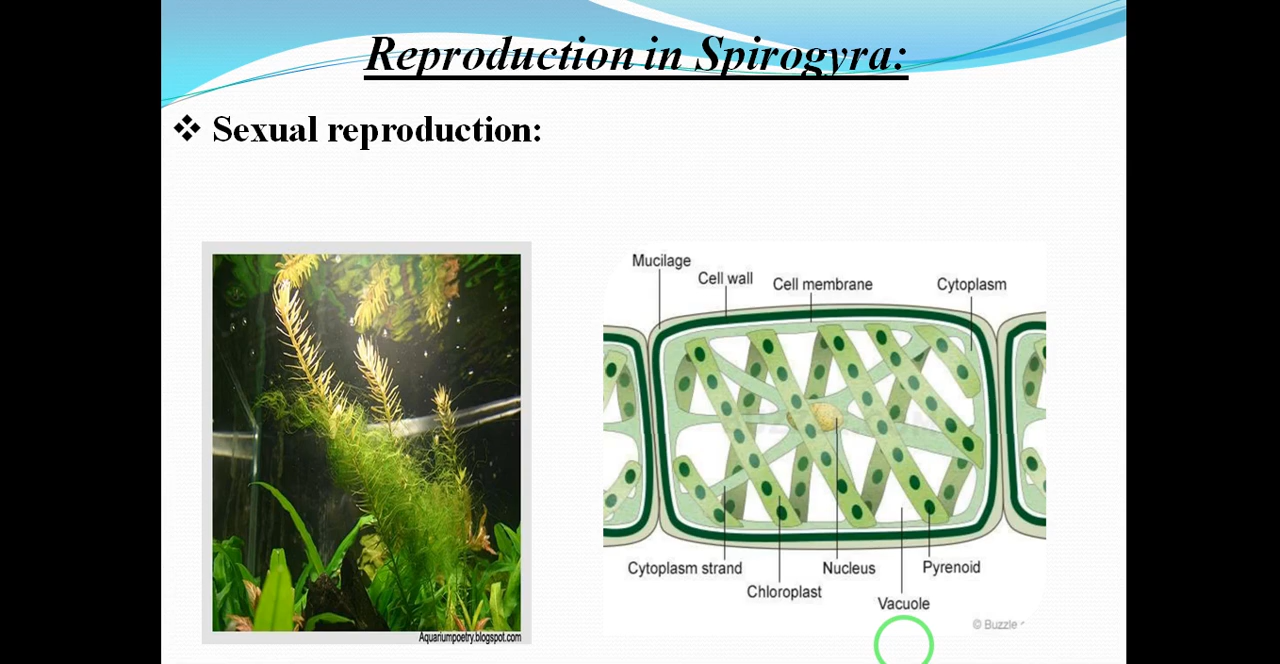 Reproduction in Spirogyra:
❖ Sexual reproduction:
Mucilage
Cell wall
Cell membrane
Cytoplasm
Cytoplasm strand
Chloroplast
Nucleus
Vacuole
Pyrenoid
Aquariumpoetry.blogspot.com
© Buzzle